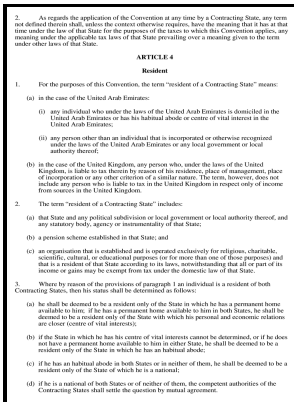 2. As regards the application of the Convention at any time by a Contracting State, any term
not defined therein shall, unless the context otherwise requires, have the meaning that it has at that
time under the law of that State for the purposes of the taxes to which this Convention applies, any
meaning under the applicable tax laws of that State prevailing over a meaning given to the term
under other laws of that State.
ARTICLE 4
Resident
1. For the purposes of this Convention, the term “resident of a Contracting State” means:
(a) in the case of the United Arab Emirates:
(i) any individual who under the laws of the United Arab Emirates is domiciled in the
United Arab Emirates or has his habitual abode or centre of vital interest in the
United Arab Emirates;
(ii) any person other than an individual that is incorporated or otherwise recognized
under the laws of the United Arab Emirates or any local government or local
authority thereof;
(b) in the case of the United Kingdom, any person who, under the laws of the United
Kingdom, is liable to tax therein by reason of his residence, place of management, place
of incorporation or any other criterion of a similar nature. The term, however, does not
include any person who is liable to tax in the United Kingdom in respect only of income
from sources in the United Kingdom.
2. The term “resident of a Contracting State” includes:
(a) that State and any political subdivision or local government or local authority thereof, and
any statutory body, agency or instrumentality of that State;
(b) a pension scheme established in that State; and
(c) an organisation that is established and is operated exclusively for religious, charitable,
scientific, cultural, or educational purposes (or for more than one of those purposes) and
that is a resident of that State according to its laws, notwithstanding that all or part of its
income or gains may be exempt from tax under the domestic law of that State.
3. Where by reason of the provisions of paragraph 1 an individual is a resident of both
Contracting States, then his status shall be determined as follows:
(a) he shall be deemed to be a resident only of the State in which he has a permanent home
available to him; if he has a permanent home available to him in both States, he shall be
deemed to be a resident only of the State with which his personal and economic relations
are closer (centre of vital interests);
(b) if the State in which he has his centre of vital interests cannot be determined, or if he does
not have a permanent home available to him in either State, he shall be deemed to be a
resident only of the State in which he has an habitual abode;
(c) if he has an habitual abode in both States or in neither of them, he shall be deemed to be a
resident only of the State of which he is a national;
(d) if he is a national of both States or of neither of them, the competent authorities of the
Contracting States shall settle the question by mutual agreement.